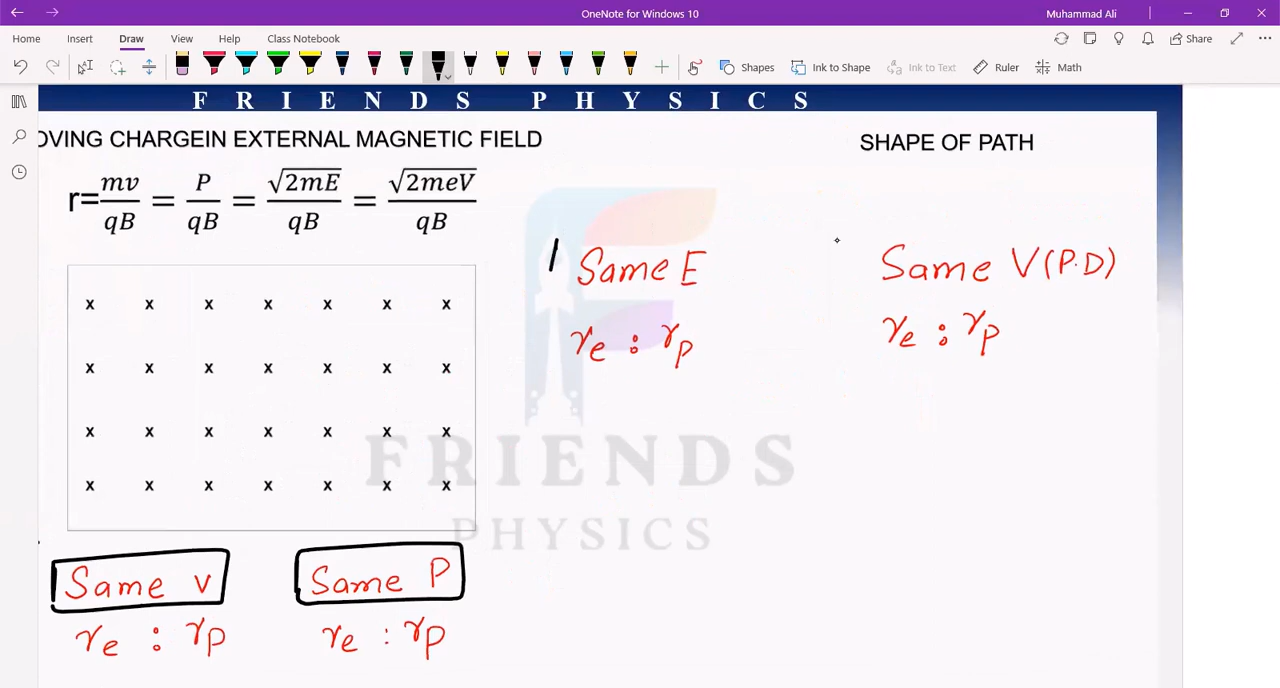 OneNote for Windows 10
Muhammad Ali
Home Insert Draw View Help Class Notebook
Share
Shapes Ink to Shape Ink to Text Ruler Math
FRIENDS PHYSICS
OVING CHARGEIN EXTERNAL MAGNETIC FIELD
SHAPE OF PATH
r=mv/qB = P/qB = √2mE/qB = √2meV/qB
Same E
Same V(P.D)
re : rp
re : rp
x x x x x x x
x x x x x x x
x x x x x x x
x x x x x x x
FRIENDS
PHYSICS
Same v
Same P
re : rp
re : rp